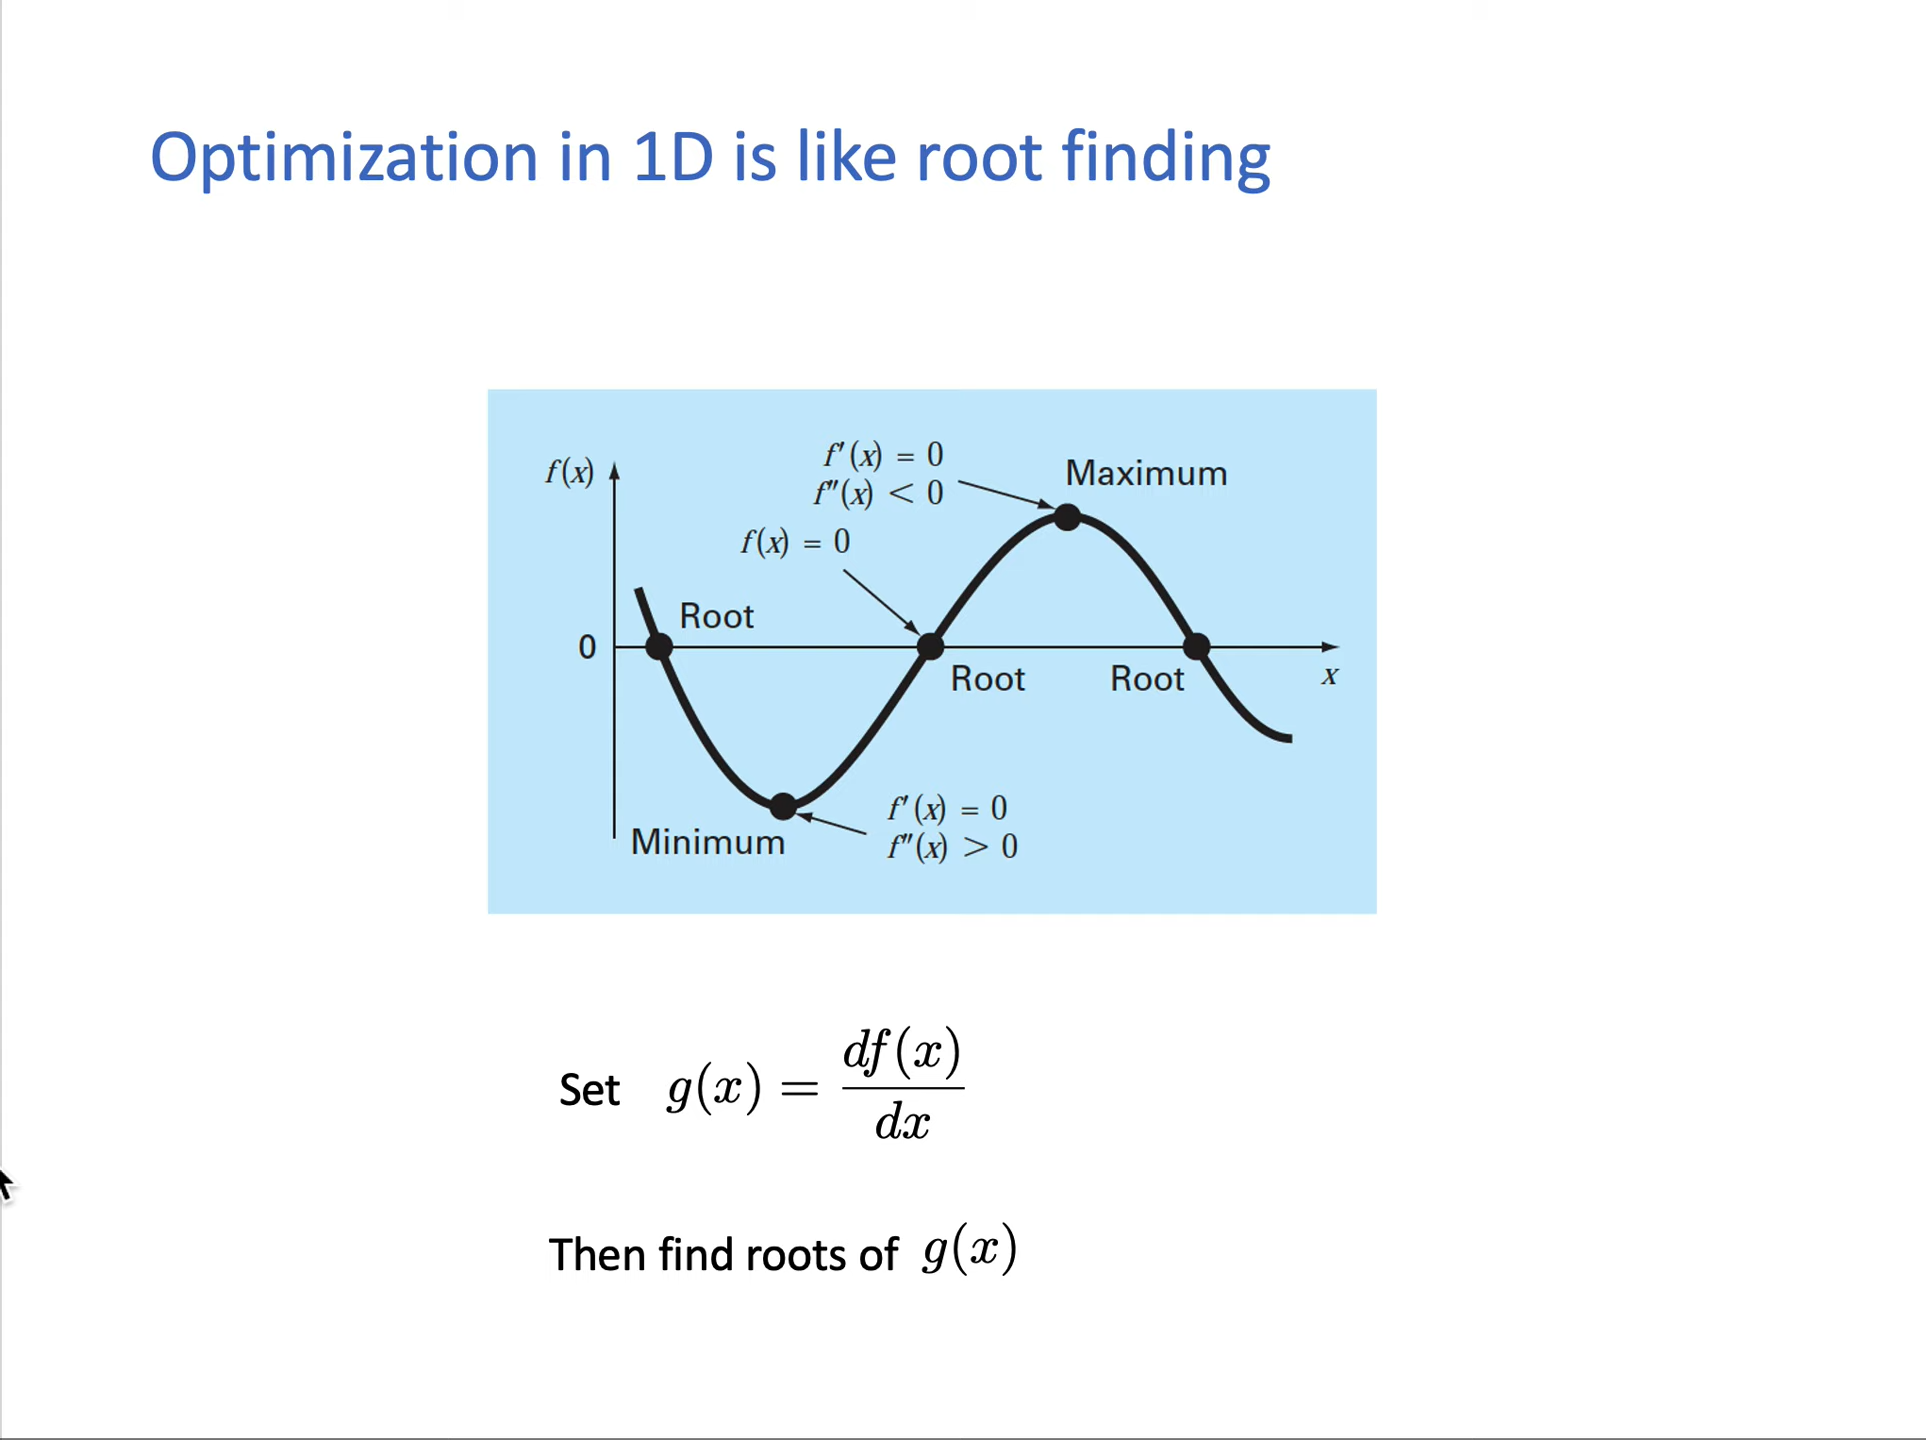 Optimization in 1D is like root finding
f(x)
f′(x) = 0
f″(x) < 0
Maximum
f(x) = 0
Root
0
Root
Root
x
Minimum
f′(x) = 0
f″(x) > 0
Set g(x) = df(x)/dx
Then find roots of g(x)